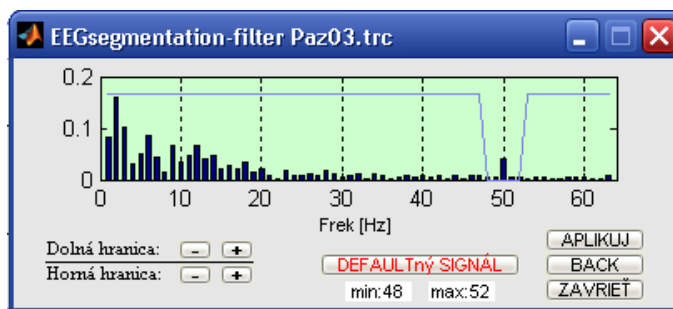 EEGsegmentation-filter Paz03.trc
0.2
0.1
0
0 10 20 30 40 50 60
Frek [Hz]
Dolná hranica: - +
Horná hranica: - +
DEFAULTný SIGNÁL
min:48 max:52
APLIKUJ
BACK
ZAVRIEŤ